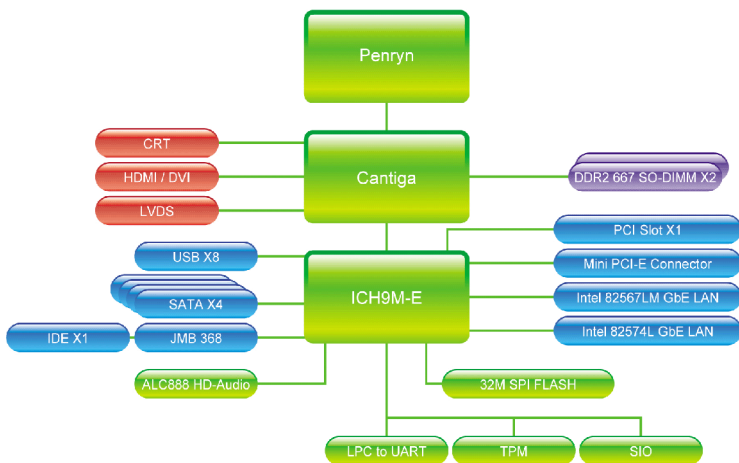 Penryn
CRT
HDMI / DVI
LVDS
Cantiga
DDR2 667 SO-DIMM X2
USB X8
SATA X4
IDE X1
JMB 368
ICH9M-E
PCI Slot X1
Mini PCI-E Connector
Intel 82567LM GbE LAN
Intel 82574L GbE LAN
ALC888 HD-Audio
32M SPI FLASH
LPC to UART
TPM
SIO